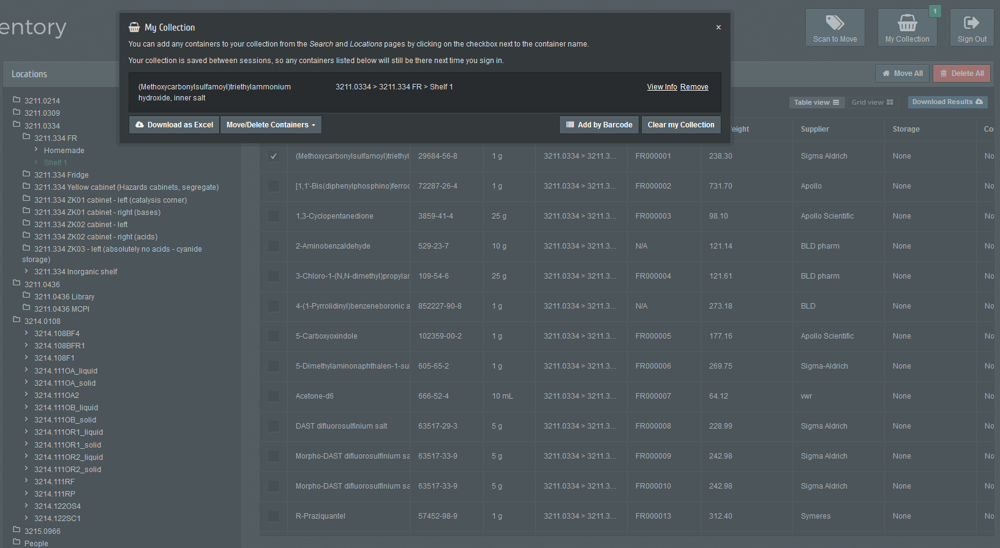 entory
My Collection
×
You can add any containers to your collection from the Search and Locations pages by clicking on the checkbox next to the container name.
Your collection is saved between sessions, so any containers listed below will still be there next time you sign in.
(Methoxycarbonylsulfamoyl)triethylammonium
hydroxide, inner salt
3211.0334 > 3211.334 FR > Shelf 1
View Info Remove
Download as Excel
Move/Delete Containers
Add by Barcode
Clear my Collection
Scan to Move
1
My Collection
Sign Out
Locations
Move All
Delete All
Table view
Grid view
Download Results
3211.0214
3211.0309
3211.0334
3211.334 FR
Homemade
Shelf 1
3211.334 Fridge
3211.334 Yellow cabinet (Hazards cabinets, segregate)
3211.334 ZK01 cabinet - left (catalysis corner)
3211.334 ZK01 cabinet - right (bases)
3211.334 ZK02 cabinet - left
3211.334 ZK02 cabinet - right (acids)
3211.334 ZK03 - left (absolutely no acids - cyanide
storage)
3211.334 Inorganic shelf
3211.0436
3211.0436 Library
3211.0436 MCPI
3214.0108
3214.108BF4
3214.108BFR1
3214.108F1
3214.111OA_liquid
3214.111OA_solid
3214.111OA2
3214.111OB_liquid
3214.111OB_solid
3214.111OR1_liquid
3214.111OR1_solid
3214.111OR2_liquid
3214.111OR2_solid
3214.111RF
3214.111RP
3214.122OS4
3214.122SC1
3215.0966
People
eight Supplier Storage Co
(Methoxycarbonylsulfamoyl)triethyl 29684-56-8 1 g 3211.0334 > 3211.3... FR000001 238.30 Sigma Aldrich None No
[1,1'-Bis(diphenylphosphino)ferroc 72287-26-4 1 g 3211.0334 > 3211.3... FR000002 731.70 Apollo None No
1,3-Cyclopentanedione 3859-41-4 25 g 3211.0334 > 3211.3... FR000003 98.10 Apollo Scientific None No
2-Aminobenzaldehyde 529-23-7 10 g 3211.0334 > 3211.3... N/A 121.14 BLD pharm None No
3-Chloro-1-(N,N-dimethyl)propylar 109-54-6 25 g 3211.0334 > 3211.3... FR000004 121.61 BLD pharm None No
4-(1-Pyrrolidinyl)benzeneboronic a 852227-90-8 1 g 3211.0334 > 3211.3... N/A 273.18 BLD None No
5-Carboxyoxindole 102359-00-2 1 g 3211.0334 > 3211.3... FR000005 177.16 Apollo Scientific None No
5-Dimethylaminonaphthalen-1-sul 605-65-2 1 g 3211.0334 > 3211.3... FR000006 269.75 Sigma-Aldrich None No
Acetone-d6 666-52-4 10 mL 3211.0334 > 3211.3... FR000007 64.12 vwr None No
DAST difluorosulfinium salt 63517-29-3 5 g 3211.0334 > 3211.3... FR000008 228.99 Sigma Aldrich None No
Morpho-DAST difluorosulfinium sa 63517-33-9 5 g 3211.0334 > 3211.3... FR000009 242.98 Sigma Aldrich None No
Morpho-DAST difluorosulfinium sa 63517-33-9 5 g 3211.0334 > 3211.3... FR000010 242.98 Sigma Aldrich None No
R-Praziquantel 57452-98-9 1 g 3211.0334 > 3211.3... FR000013 312.40 Symeres None No